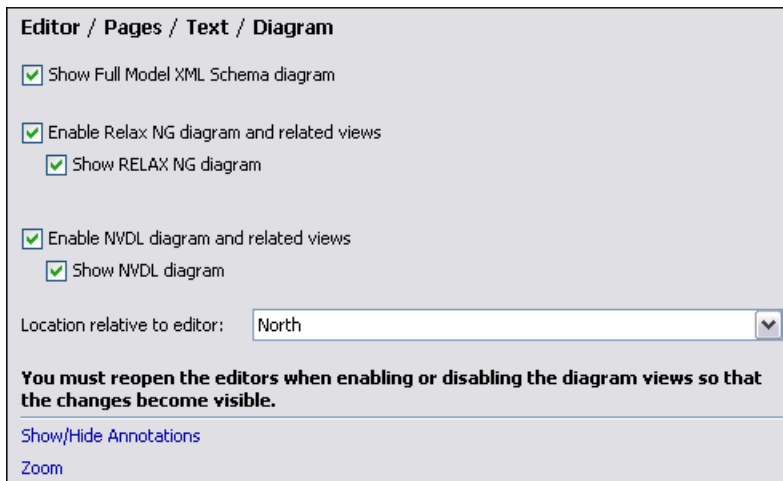 Editor / Pages / Text / Diagram
Show Full Model XML Schema diagram
Enable Relax NG diagram and related views
Show RELAX NG diagram
Enable NVDL diagram and related views
Show NVDL diagram
Location relative to editor: North
You must reopen the editors when enabling or disabling the diagram views so that
the changes become visible.
Show/Hide Annotations
Zoom